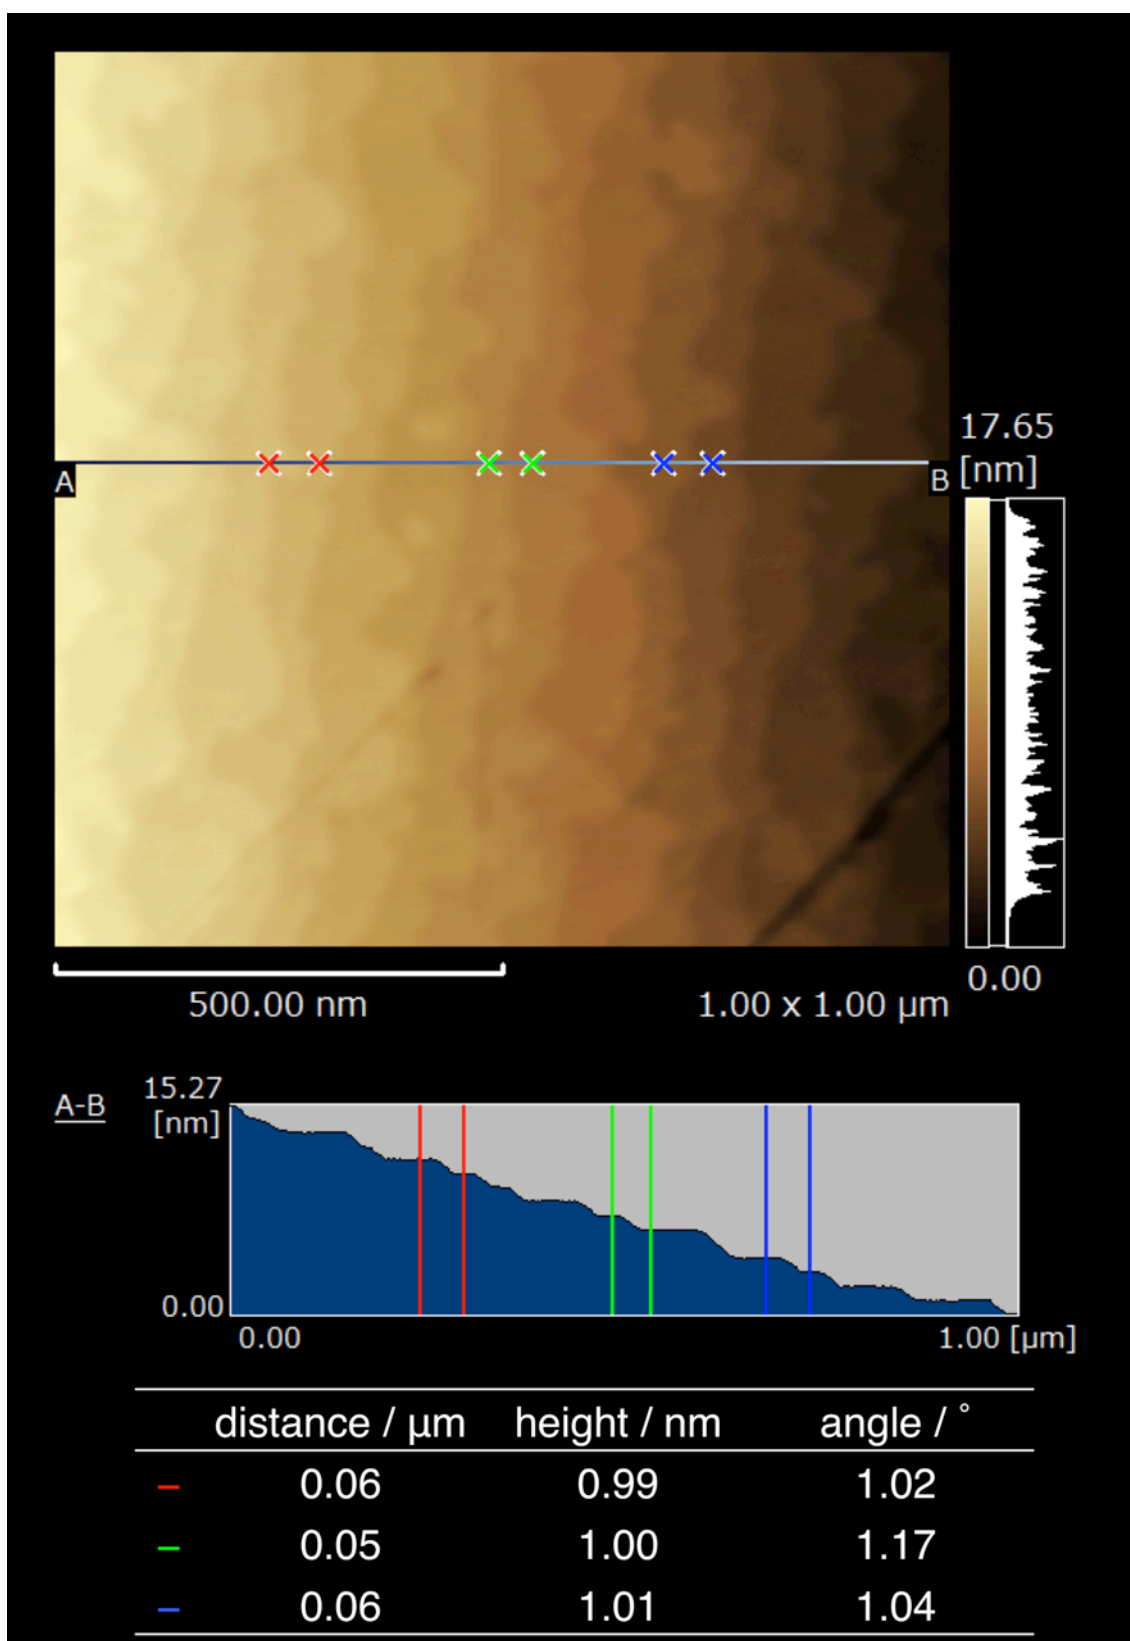 17.65
[nm]
A
B
0.00
500.00 nm
1.00 x 1.00 µm
A-B
15.27
[nm]
0.00
0.00
1.00 [µm]
distance / µm height / nm angle / °
– 0.06 0.99 1.02
– 0.05 1.00 1.17
– 0.06 1.01 1.04